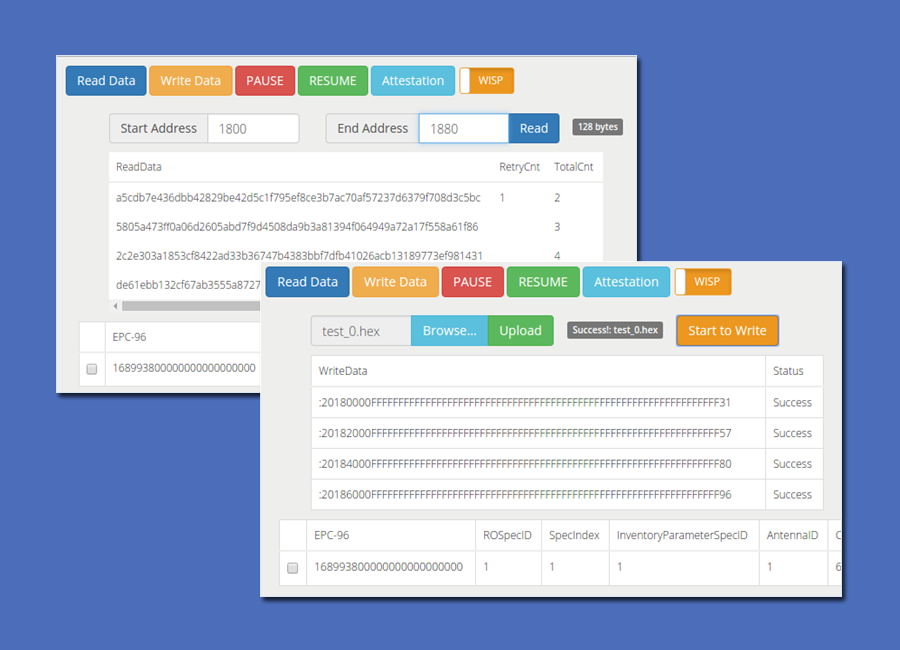 Read Data Write Data PAUSE RESUME Attestation WISP
Start Address 1800 End Address 1880 Read 128 bytes
ReadData RetryCnt TotalCnt
a5cdb7e436dbb42829be42d5c1f795ef8ce3b7ac70af57237d6379f708d3c5bc 1 2
5805a473ff0a06d2605abd7f9d4508da9b3a81394f064949a72a17f558a61f86 3
2c2e303a1853cf8422ad33b36747b4383bbf7dfb41026acb13189773ef981431 4
de61ebb132cf67ab3555a8727
EPC-96
168993800000000000000000
Read Data Write Data PAUSE RESUME Attestation WISP
test_0.hex Browse... Upload Success!: test_0.hex Start to Write
WriteData Status
:20180000FFFFFFFFFFFFFFFFFFFFFFFFFFFFFFFFFFFFFFFFFFFFFFFFFFFFFFFFFFFFFFFF31 Success
:20182000FFFFFFFFFFFFFFFFFFFFFFFFFFFFFFFFFFFFFFFFFFFFFFFFFFFFFFFFFFFFFFFF57 Success
:20184000FFFFFFFFFFFFFFFFFFFFFFFFFFFFFFFFFFFFFFFFFFFFFFFFFFFFFFFFFFFFFFFF80 Success
:20186000FFFFFFFFFFFFFFFFFFFFFFFFFFFFFFFFFFFFFFFFFFFFFFFFFFFFFFFFFFFFFFFF96 Success
EPC-96 ROSpecID SpecIndex InventoryParameterSpecID AntennaID
168993800000000000000000 1 1 1 1 6